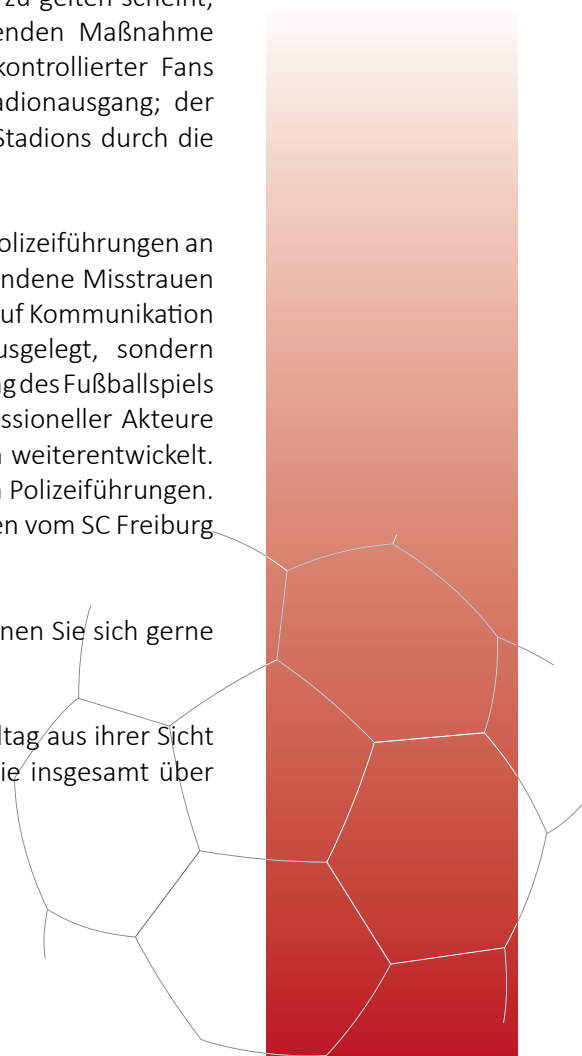 zu gelten scheint,
enden Maßnahme
kontrollierter Fans
adionausgang; der
Stadions durch die
olizeiführungen an
ndene Misstrauen
uf Kommunikation
usgelegt, sondern
g des Fußballspiels
ssioneller Akteure
weiterentwickelt.
Polizeiführungen.
en vom SC Freiburg
nen Sie sich gerne
ltag aus ihrer Sicht
ie insgesamt über